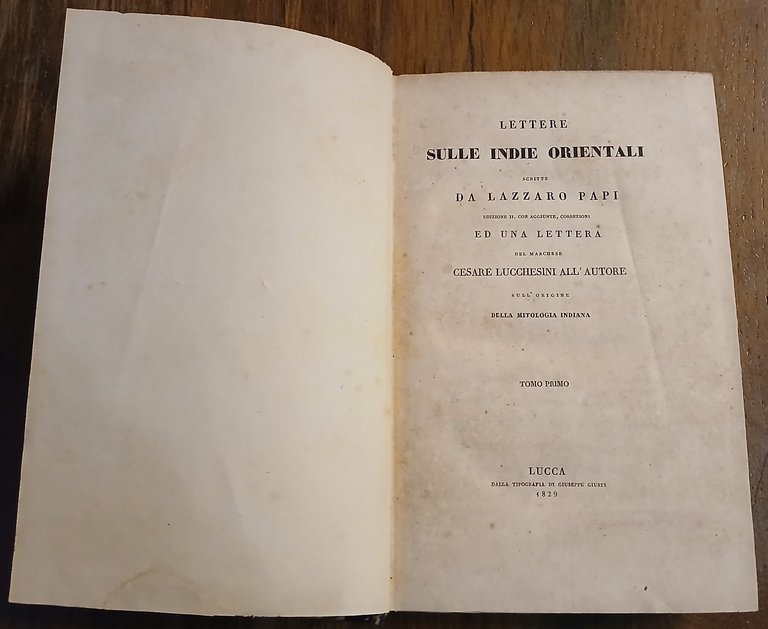 LETTERE
SULLE INDIE ORIENTALI
SCRITTE
DA LAZZARO PAPI
EDIZIONE II. CON AGGIUNTE, CORREZIONI
ED UNA LETTERA
DEL MARCHESE
CESARE LUCCHESINI ALL' AUTORE
SULL' ORIGINE
DELLA MITOLOGIA INDIANA
TOMO PRIMO
LUCCA
DALLA TIPOGRAFIA DI GIUSEPPE GIUSTI
1829